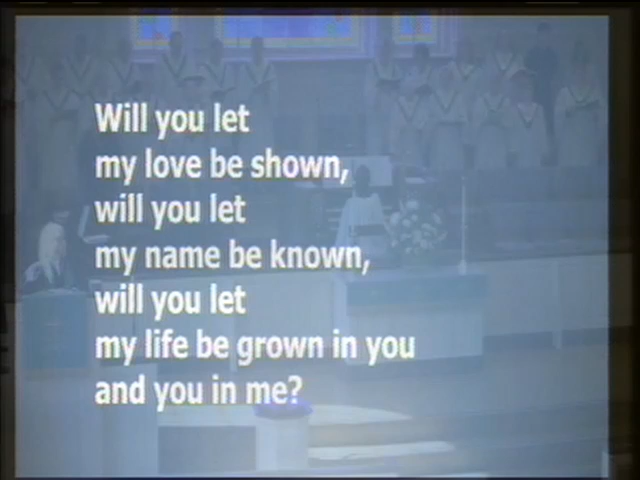 Will you let
my love be shown,
will you let
my name be known,
will you let
my life be grown in you
and you in me?